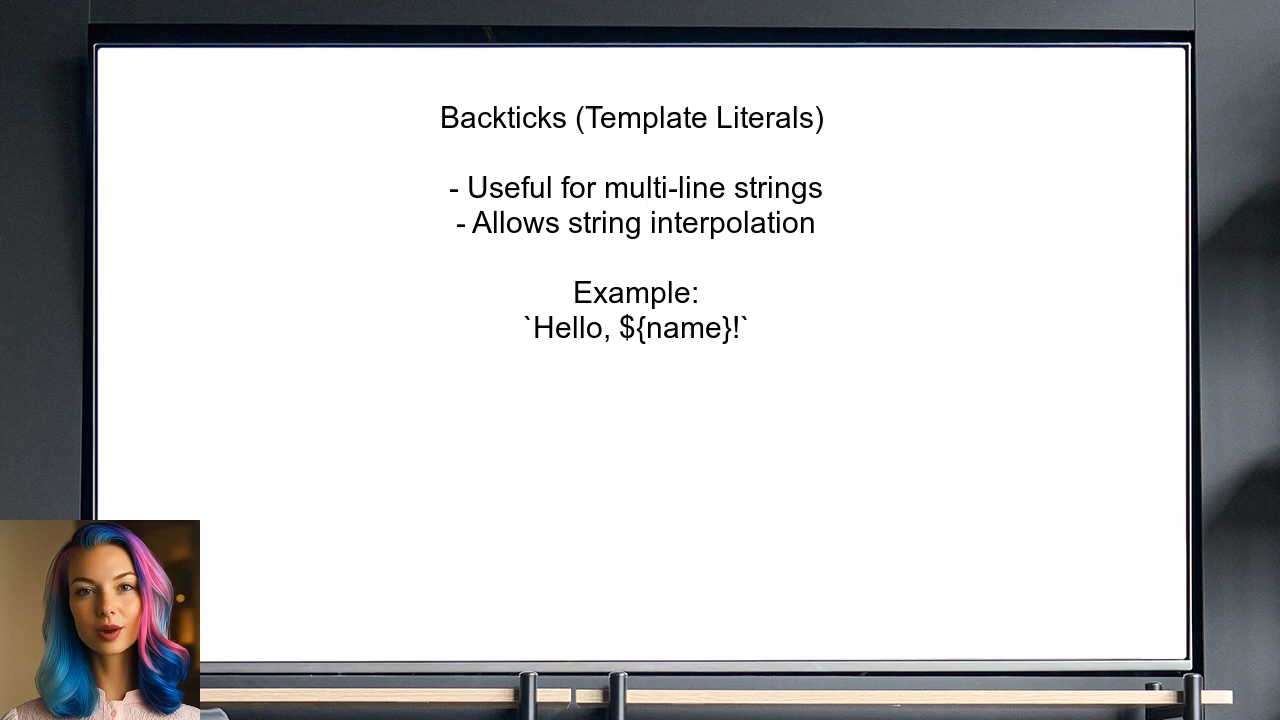 Backticks (Template Literals)
- Useful for multi-line strings
- Allows string interpolation
Example:
`Hello, ${name}!`